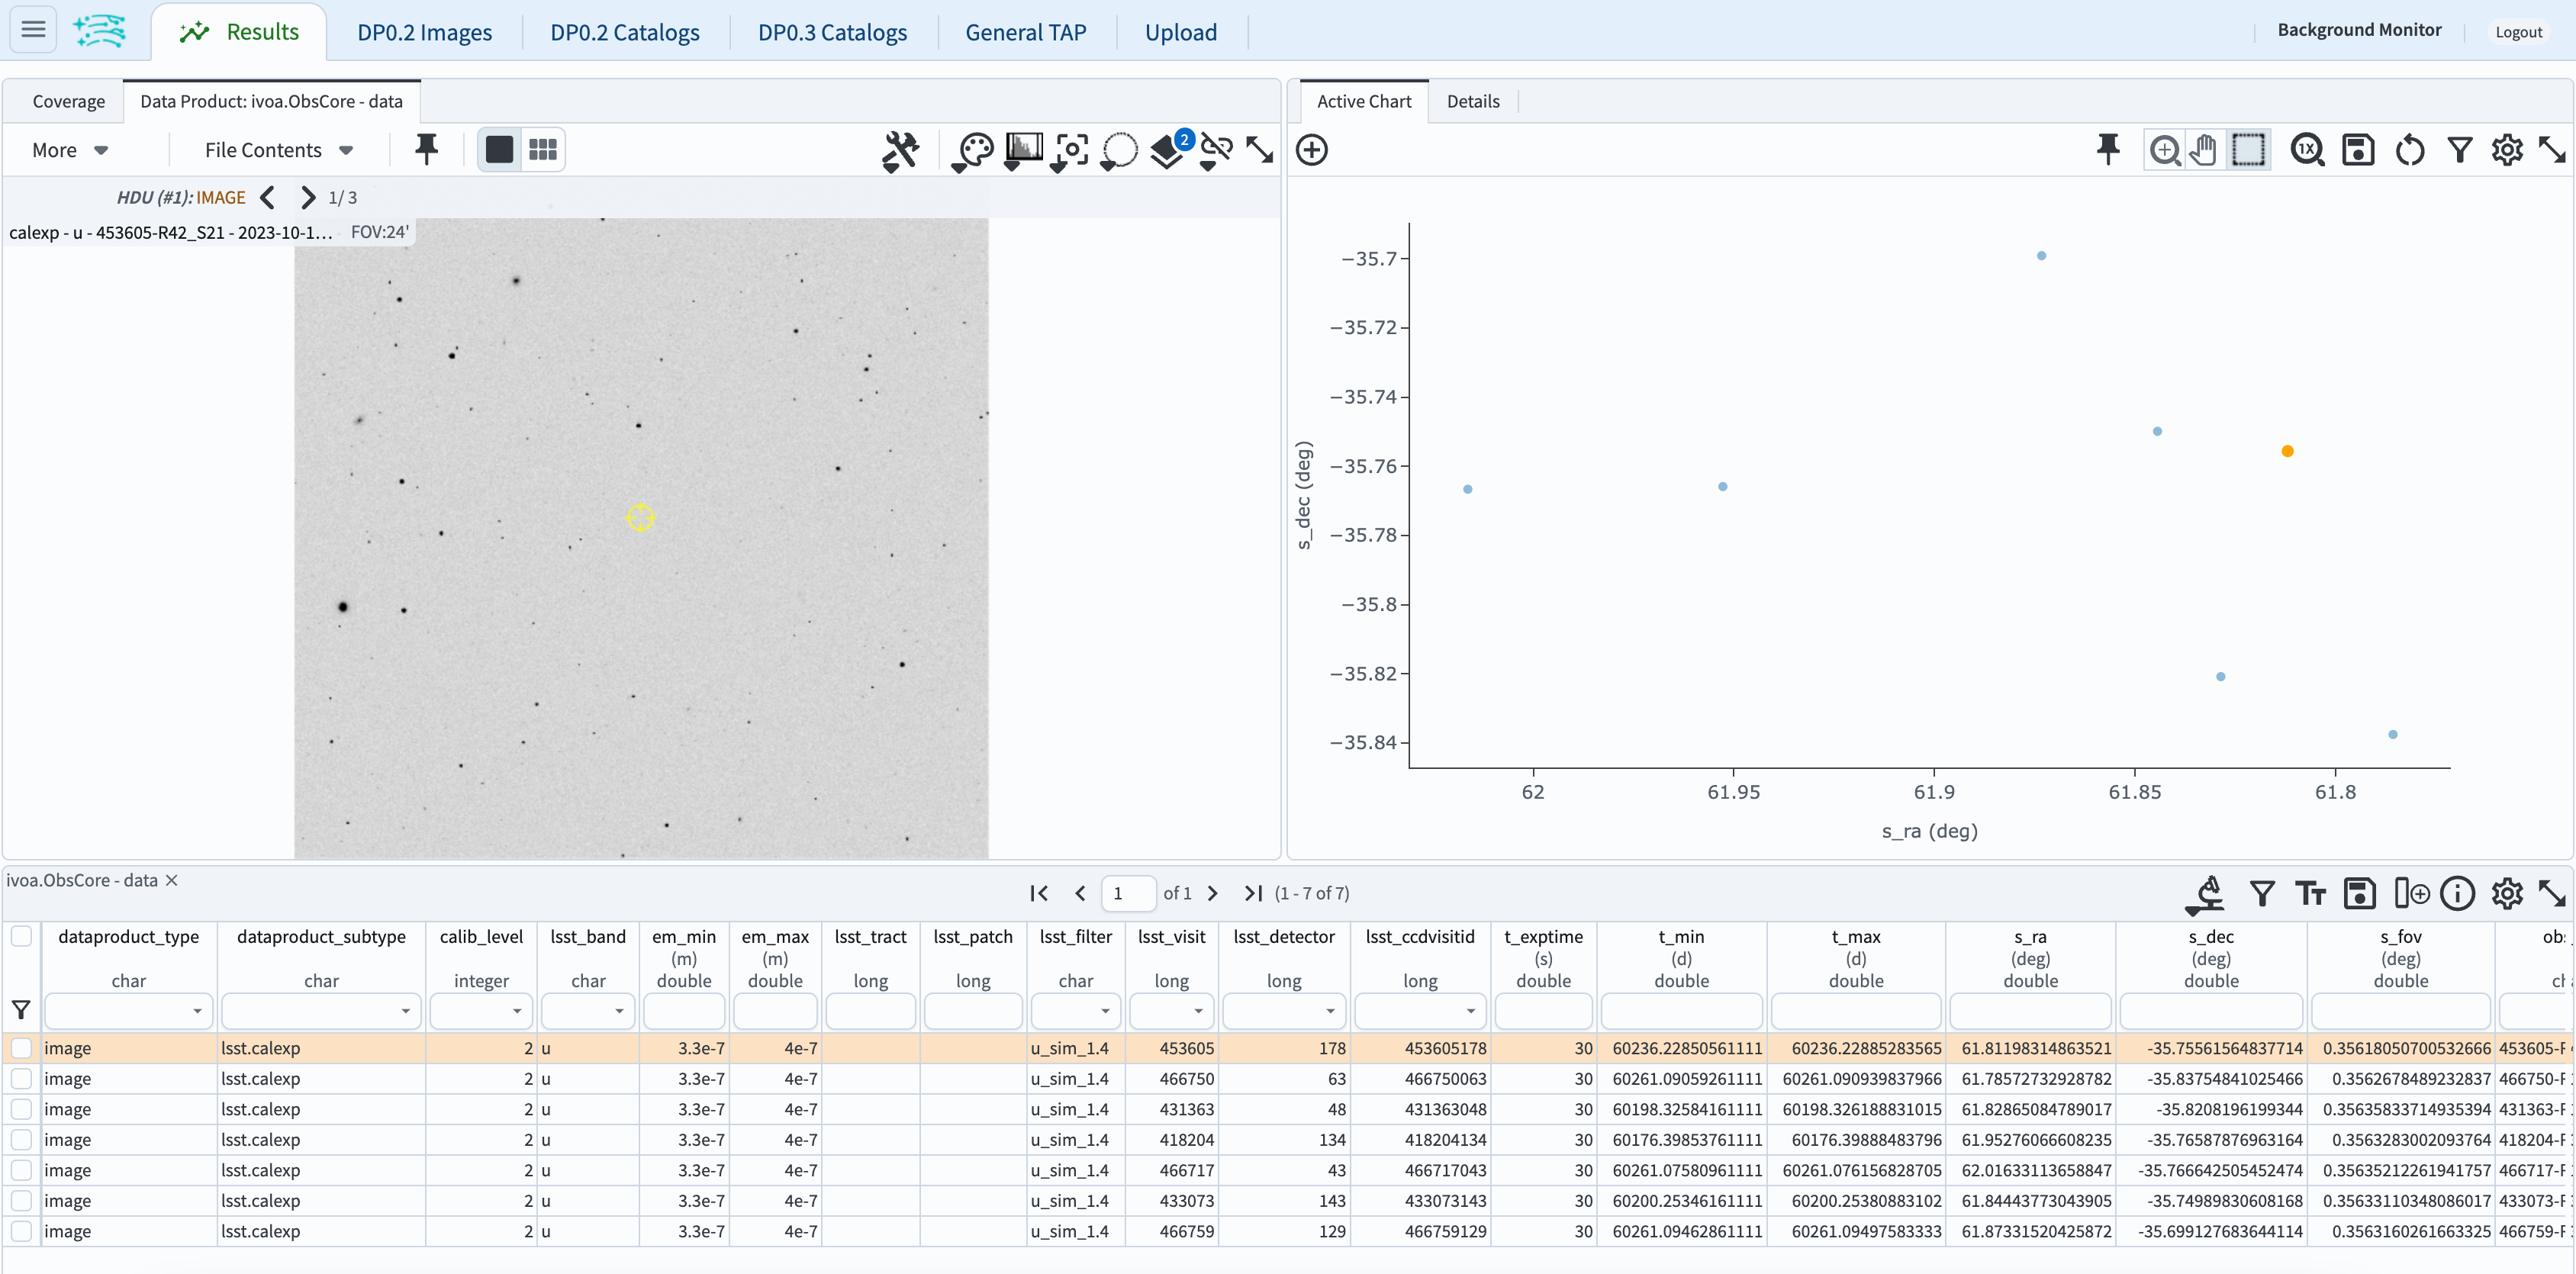 Results DP0.2 Images DP0.2 Catalogs DP0.3 Catalogs General TAP Upload Background Monitor Logout
Coverage Data Product: ivoa.ObsCore - data
More File Contents 2
HDU (#1): IMAGE 1/ 3
calexp - u - 453605-R42_S21 - 2023-10-1... FOV:24'
Active Chart Details
1X
−35.7
−35.72
−35.74
−35.76
−35.78
−35.8
−35.82
−35.84
s_dec (deg)
62 61.95 61.9 61.85 61.8
s_ra (deg)
ivoa.ObsCore - data
1 of 1 (1 - 7 of 7)
dataproduct_type dataproduct_subtype calib_level lsst_band em_min em_max lsst_tract lsst_patch lsst_filter lsst_visit lsst_detector lsst_ccdvisitid t_exptime t_min t_max s_ra s_dec s_fov
(m) (m) (s) (d) (d) (deg) (deg) (deg)
char char integer char double double long long char long long long double double double double double double
image lsst.calexp 2 u 3.3e-7 4e-7 u_sim_1.4 453605 178 453605178 30 60236.22850561111 60236.22885283565 61.81198314863521 -35.75561564837714 0.35618050700532666 453605-
image lsst.calexp 2 u 3.3e-7 4e-7 u_sim_1.4 466750 63 466750063 30 60261.09059261111 60261.090939837966 61.78572732928782 -35.83754841025466 0.3562678489232837 466750-
image lsst.calexp 2 u 3.3e-7 4e-7 u_sim_1.4 431363 48 431363048 30 60198.32584161111 60198.326188831015 61.82865084789017 -35.8208196199344 0.35635833714935394 431363-
image lsst.calexp 2 u 3.3e-7 4e-7 u_sim_1.4 418204 134 418204134 30 60176.39853761111 60176.39888483796 61.95276066608235 -35.76587876963164 0.3563283002093764 418204-
image lsst.calexp 2 u 3.3e-7 4e-7 u_sim_1.4 466717 43 466717043 30 60261.07580961111 60261.076156828705 62.01633113658847 -35.766642505452474 0.35635212261941757 466717-
image lsst.calexp 2 u 3.3e-7 4e-7 u_sim_1.4 433073 143 433073143 30 60200.25346161111 60200.25380883102 61.84443773043905 -35.74989830608168 0.35633110348086017 433073-
image lsst.calexp 2 u 3.3e-7 4e-7 u_sim_1.4 466759 129 466759129 30 60261.09462861111 60261.09497583333 61.87331520425872 -35.699127683644114 0.3563160261663325 466759-